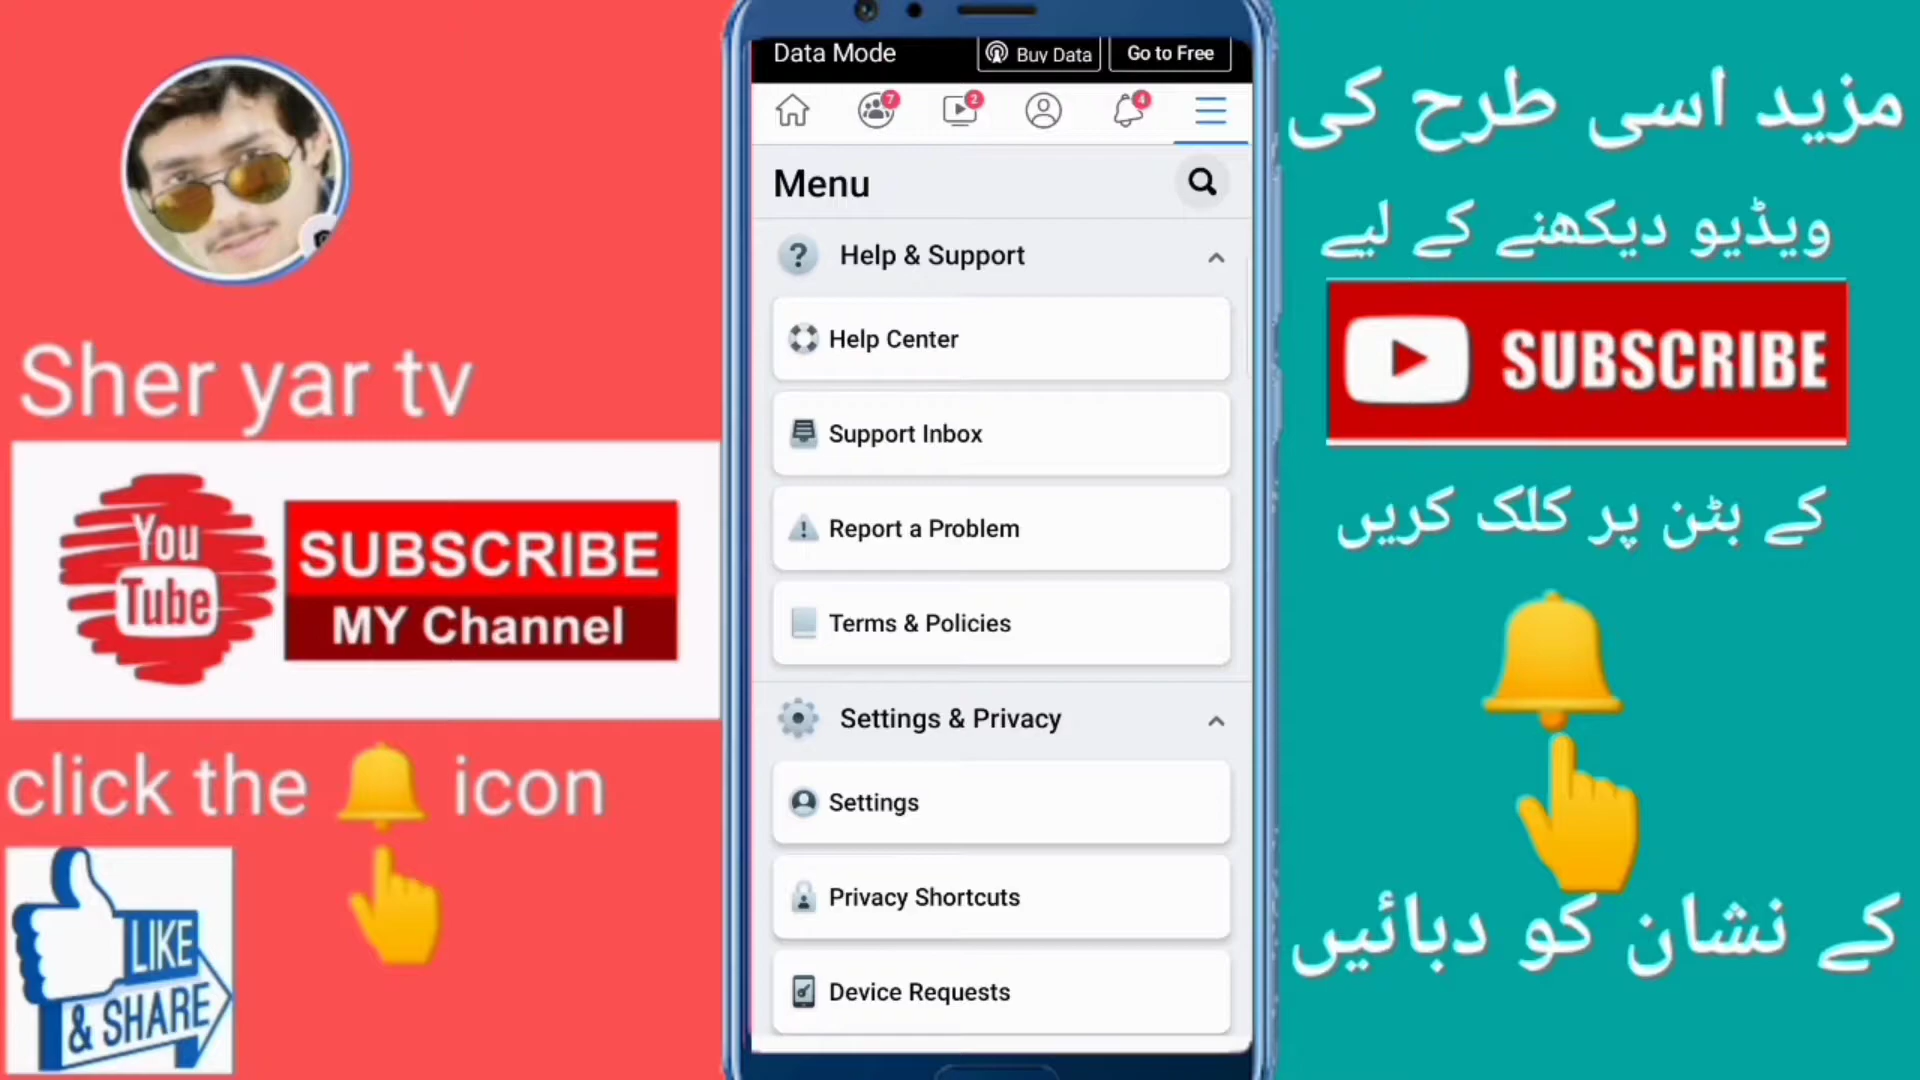 Sher yar tv
You
Tube
SUBSCRIBE
MY Channel
click the 🔔 icon
LIKE
& SHARE
Data Mode
Buy Data
Go to Free
7
2
4
Menu
Help & Support
Help Center
Support Inbox
Report a Problem
Terms & Policies
Settings & Privacy
Settings
Privacy Shortcuts
Device Requests
مزید اسی طرح کی
ویڈیو دیکھنے کے لیے
SUBSCRIBE
کے بٹن پر کلک کریں
کے نشان کو دبائیں